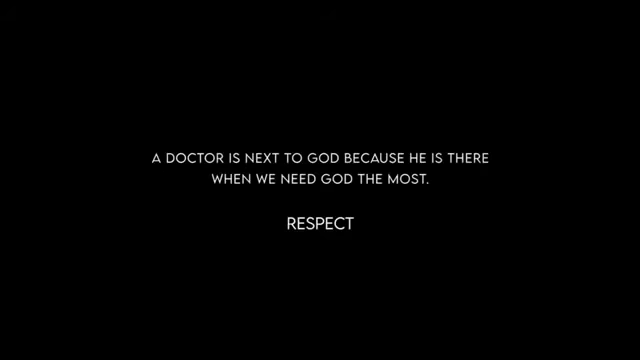 A DOCTOR IS NEXT TO GOD BECAUSE HE IS THERE
WHEN WE NEED GOD THE MOST.
RESPECT